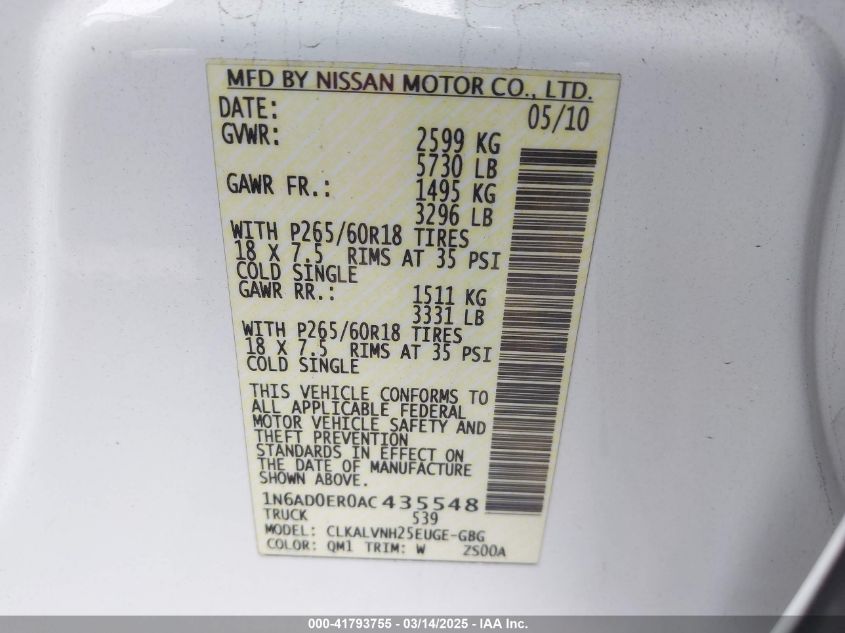 MFD BY NISSAN MOTOR CO., LTD.
DATE: 05/10
GVWR: 2599 KG
5730 LB
GAWR FR.: 1495 KG
3296 LB
WITH P265/60R18 TIRES
18 X 7.5 RIMS AT 35 PSI
COLD SINGLE
GAWR RR.: 1511 KG
3331 LB
WITH P265/60R18 TIRES
18 X 7.5 RIMS AT 35 PSI
COLD SINGLE
THIS VEHICLE CONFORMS TO
ALL APPLICABLE FEDERAL
MOTOR VEHICLE SAFETY AND
THEFT PREVENTION
STANDARDS IN EFFECT ON
THE DATE OF MANUFACTURE
SHOWN ABOVE.
1N6AD0ER0AC435548
TRUCK 539
MODEL: CLKALVNH25EUGE-GBG
COLOR: QM1 TRIM: W ZS00A
000-41793755 - 03/14/2025 - IAA Inc.